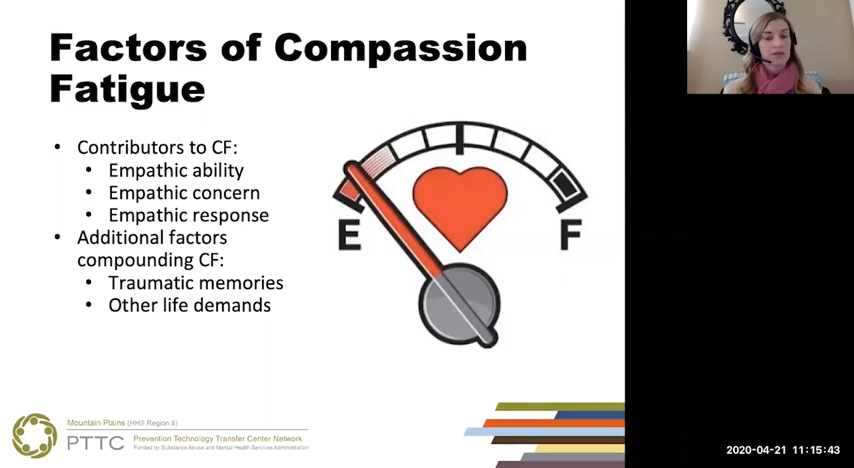 Factors of Compassion
Fatigue
• Contributors to CF:
• Empathic ability
• Empathic concern
• Empathic response
• Additional factors
compounding CF:
• Traumatic memories
• Other life demands
E
F
Mountain Plains (HHS Region 8)
PTTC
Prevention Technology Transfer Center Network
Funded by Substance Abuse and Mental Health Services Administration
2020-04-21 11:15:43